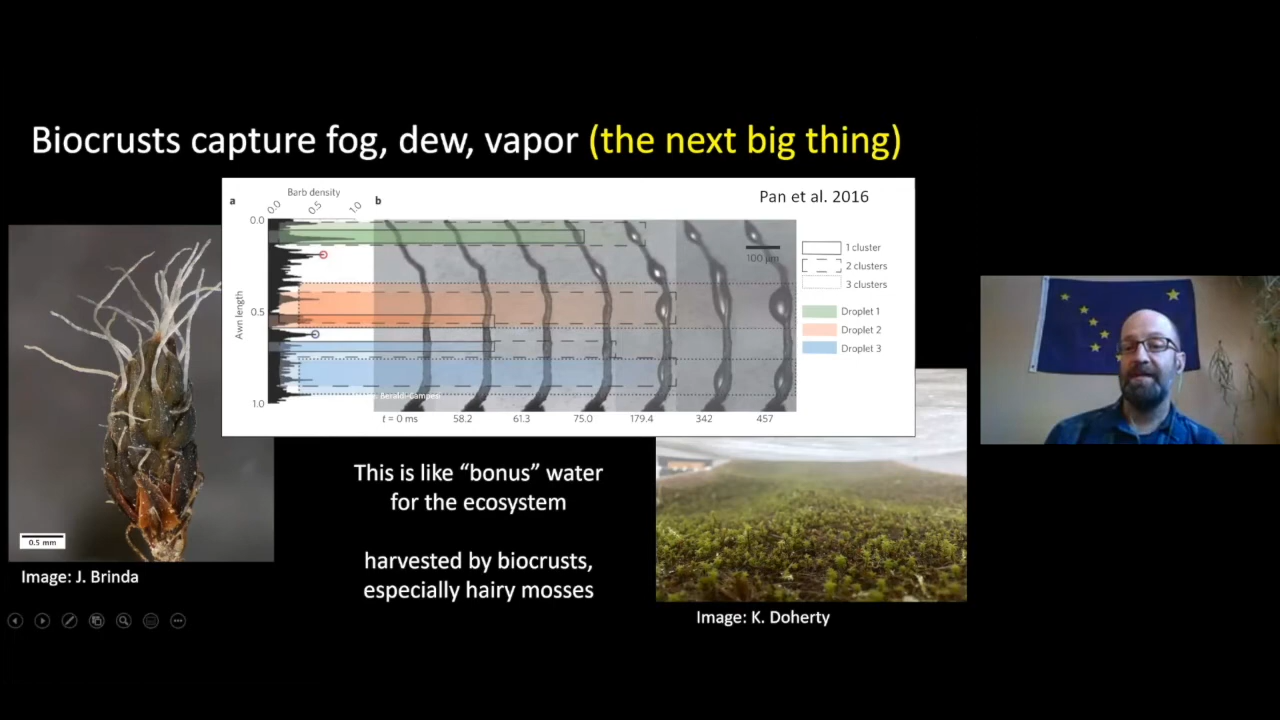 Biocrusts capture fog, dew, vapor (the next big thing)
Pan et al. 2016
a
Barb density
0.0 0.5 1.0
b
0.0
0.5
1.0
Awn length
100 µm
1 cluster
2 clusters
3 clusters
Droplet 1
Droplet 2
Droplet 3
Beraldi-Campesi
t = 0 ms 58.2 61.3 75.0 179.4 342 457
0.5 mm
Image: J. Brinda
This is like “bonus” water
for the ecosystem
harvested by biocrusts,
especially hairy mosses
Image: K. Doherty